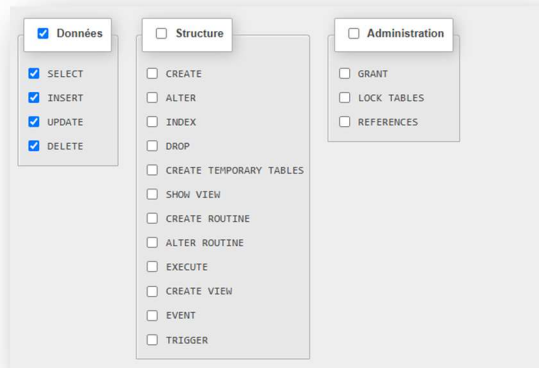 Données
SELECT
INSERT
UPDATE
DELETE
Structure
CREATE
ALTER
INDEX
DROP
CREATE TEMPORARY TABLES
SHOW VIEW
CREATE ROUTINE
ALTER ROUTINE
EXECUTE
CREATE VIEW
EVENT
TRIGGER
Administration
GRANT
LOCK TABLES
REFERENCES